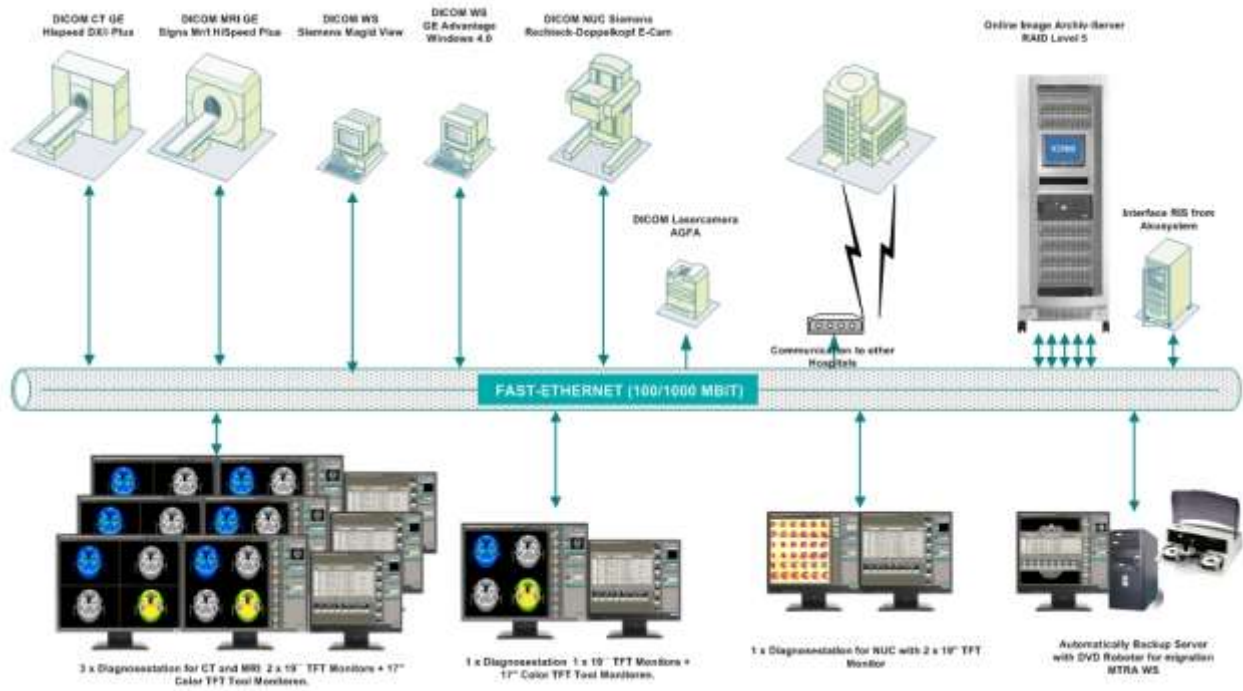 DICOM CT GE
Hispeed DX/i Plus
DICOM MRI GE
Signa Mr/i HiSpeed Plus
DICOM WS
Siemens Magid View
DICOM WS
GE Advantage
Windows 4.0
DICOM NUC Siemens
Rechteck-Doppelkopf E-Cam
Online Image Archiv-Server
RAID Level 5
DICOM Lasercamera
AGFA
Interface RIS from
Akusystem
Communication to other
Hospitals
FAST-ETHERNET (100/1000 MBIT)
3 x Diagnosestation for CT and MRI 2 x 19¨ TFT Monitors + 17"
Color TFT Tool Monitoren.
1 x Diagnosestation 1 x 19¨ TFT Monitors +
17" Color TFT Tool Monitoren.
1 x Diagnosestation for NUC with 2 x 19" TFT
Monitor
Automatically Backup Server
with DVD Roboter for migration
MTRA WS